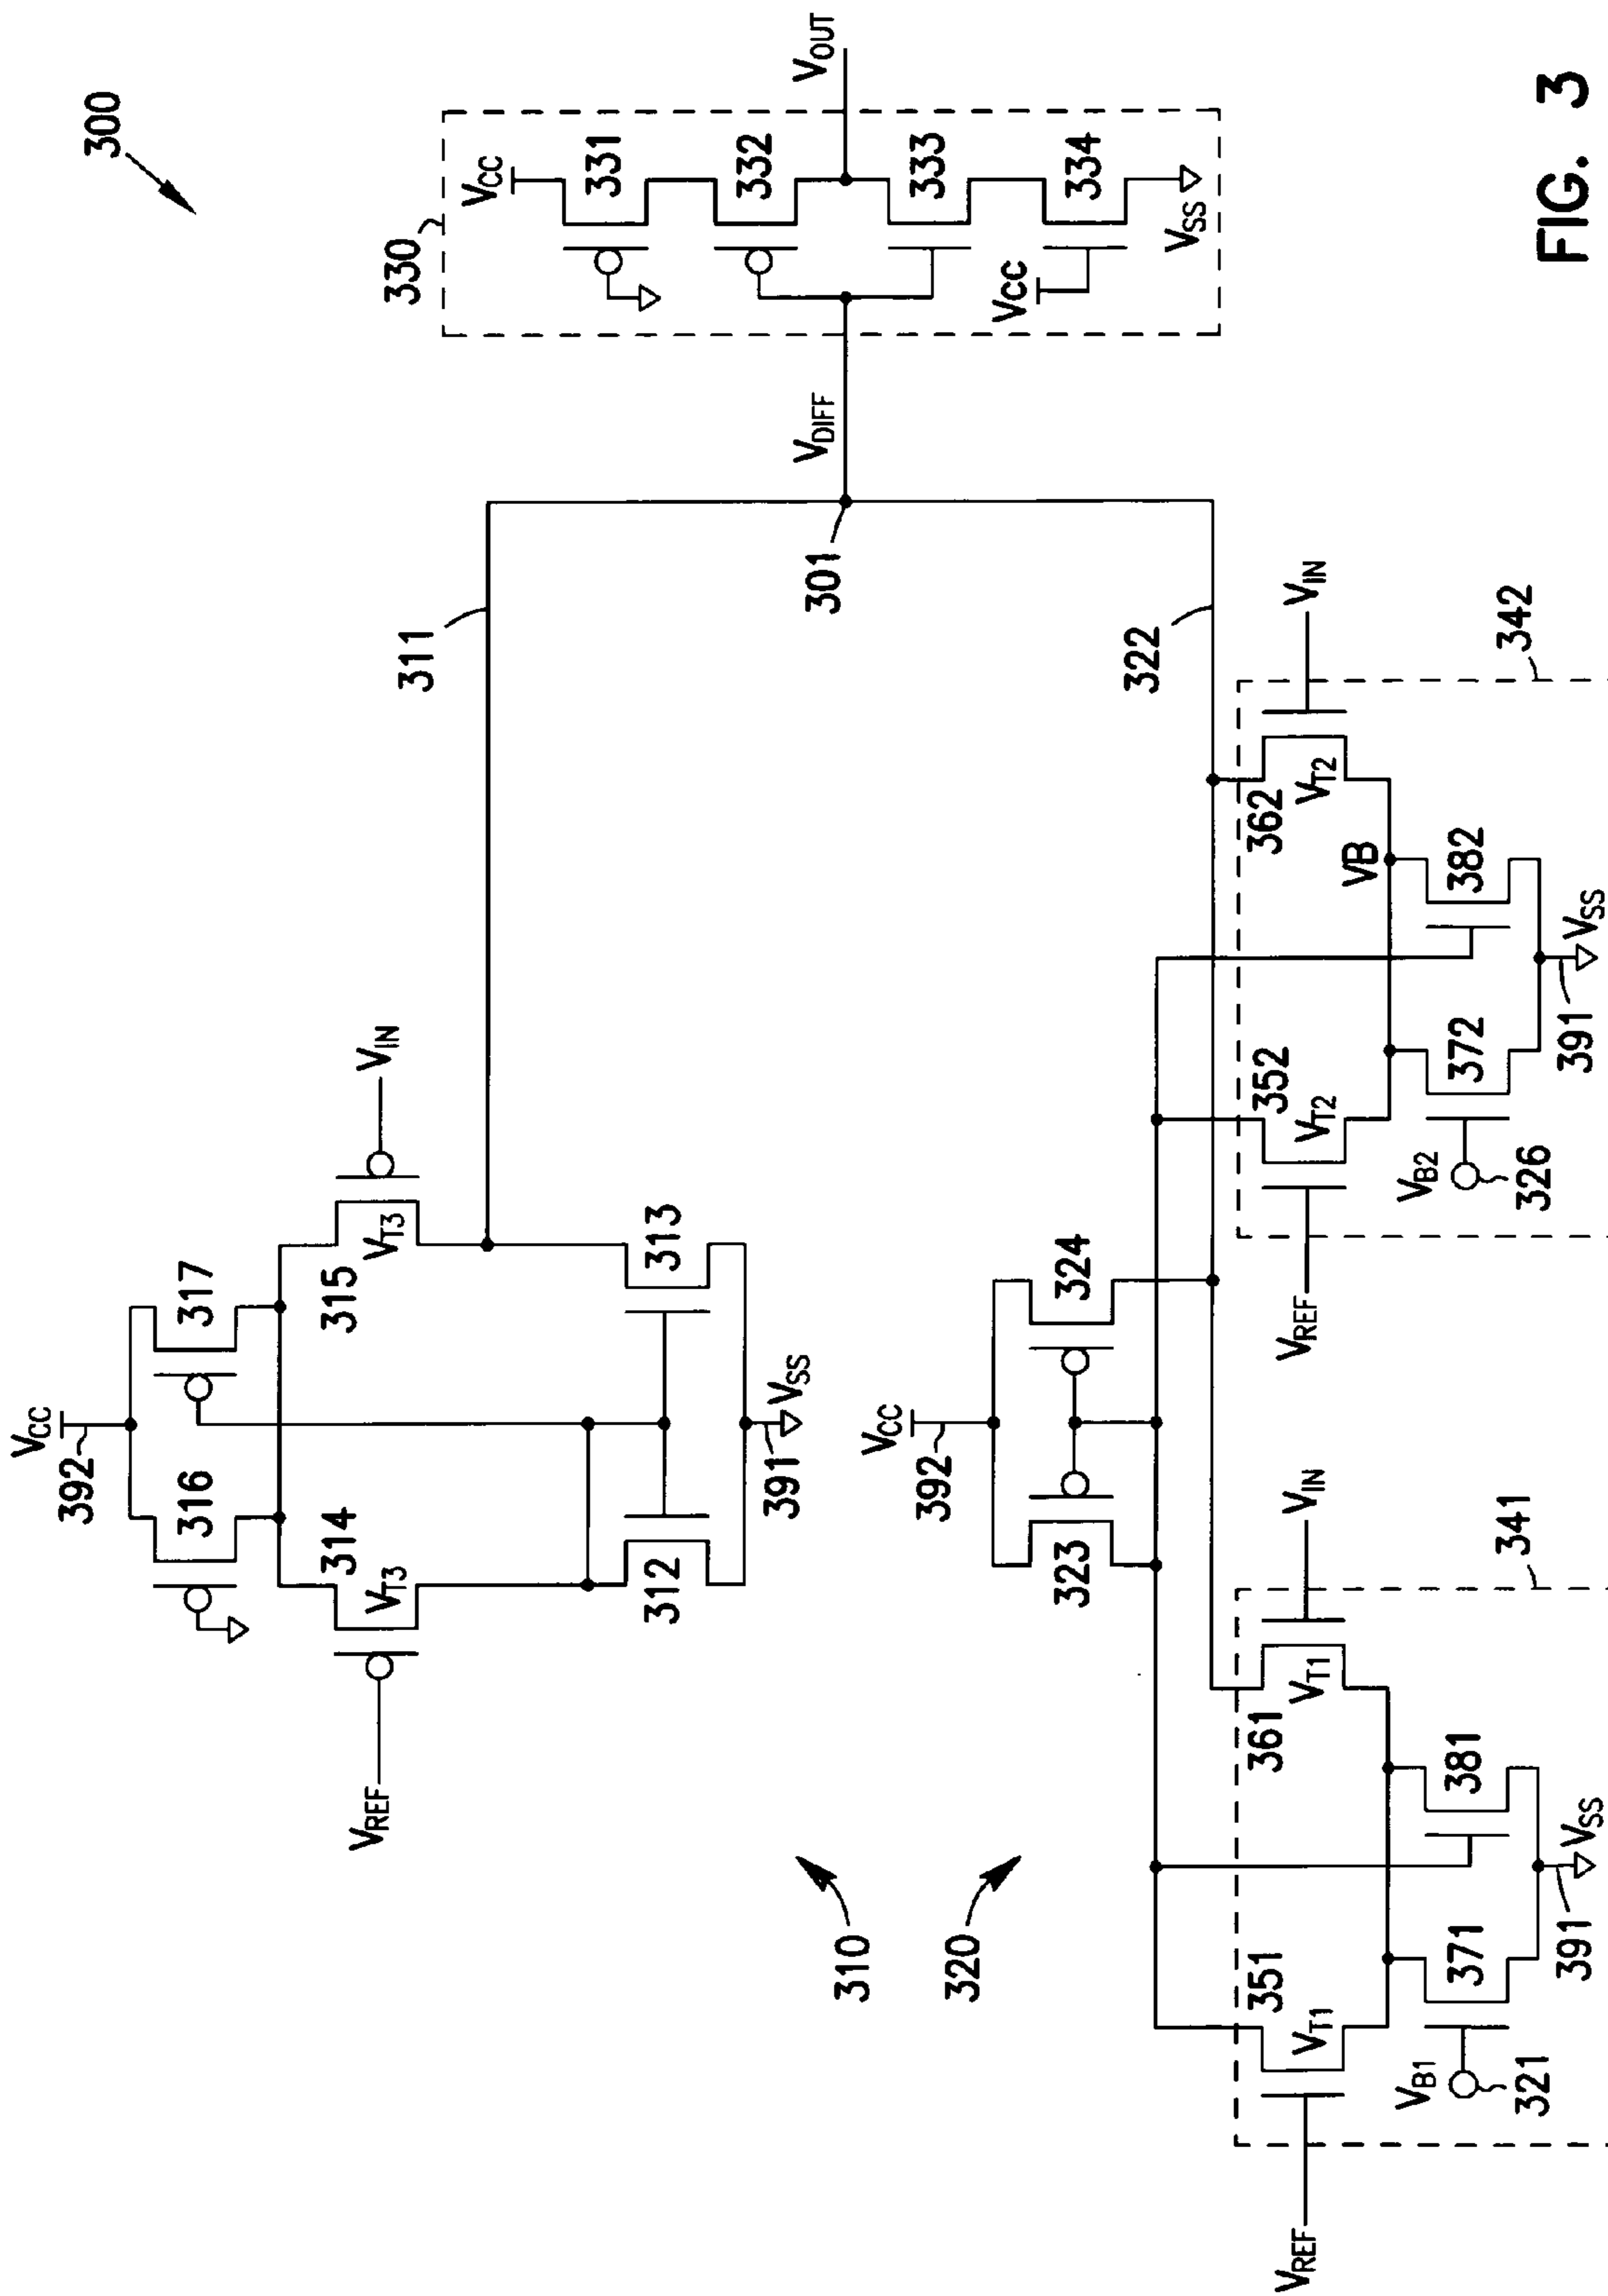 300
VCC
392
316
317
314
VT3
315
VT3
VREF
VIN
312
313
391
VSS
310
311
330
VCC
331
332
333
334
VCC
VSS
VOUT
VDIFF
301
320
VCC
392
323
324
322
351
VT1
361
VT1
VREF
VIN
371
381
VB1
321
391
VSS
341
352
VT2
362
VT2
VREF
VIN
VB
372
382
VB2
326
391
VSS
342
FIG. 3